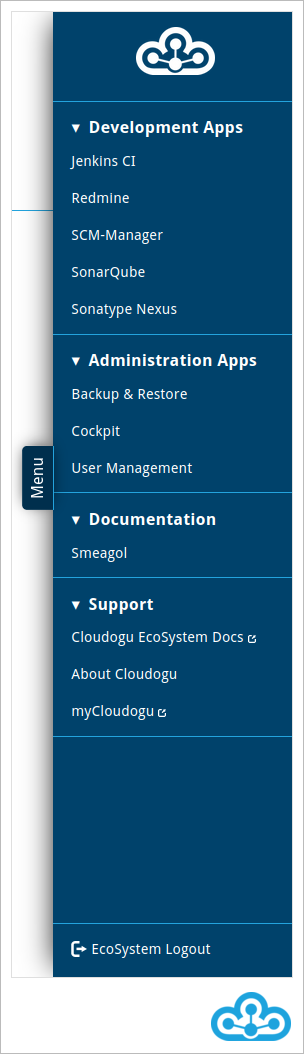 ▼ Development Apps
Jenkins CI
Redmine
SCM-Manager
SonarQube
Sonatype Nexus
▼ Administration Apps
Backup & Restore
Cockpit
User Management
Menu
▼ Documentation
Smeagol
▼ Support
Cloudogu EcoSystem Docs
About Cloudogu
myCloudogu
EcoSystem Logout